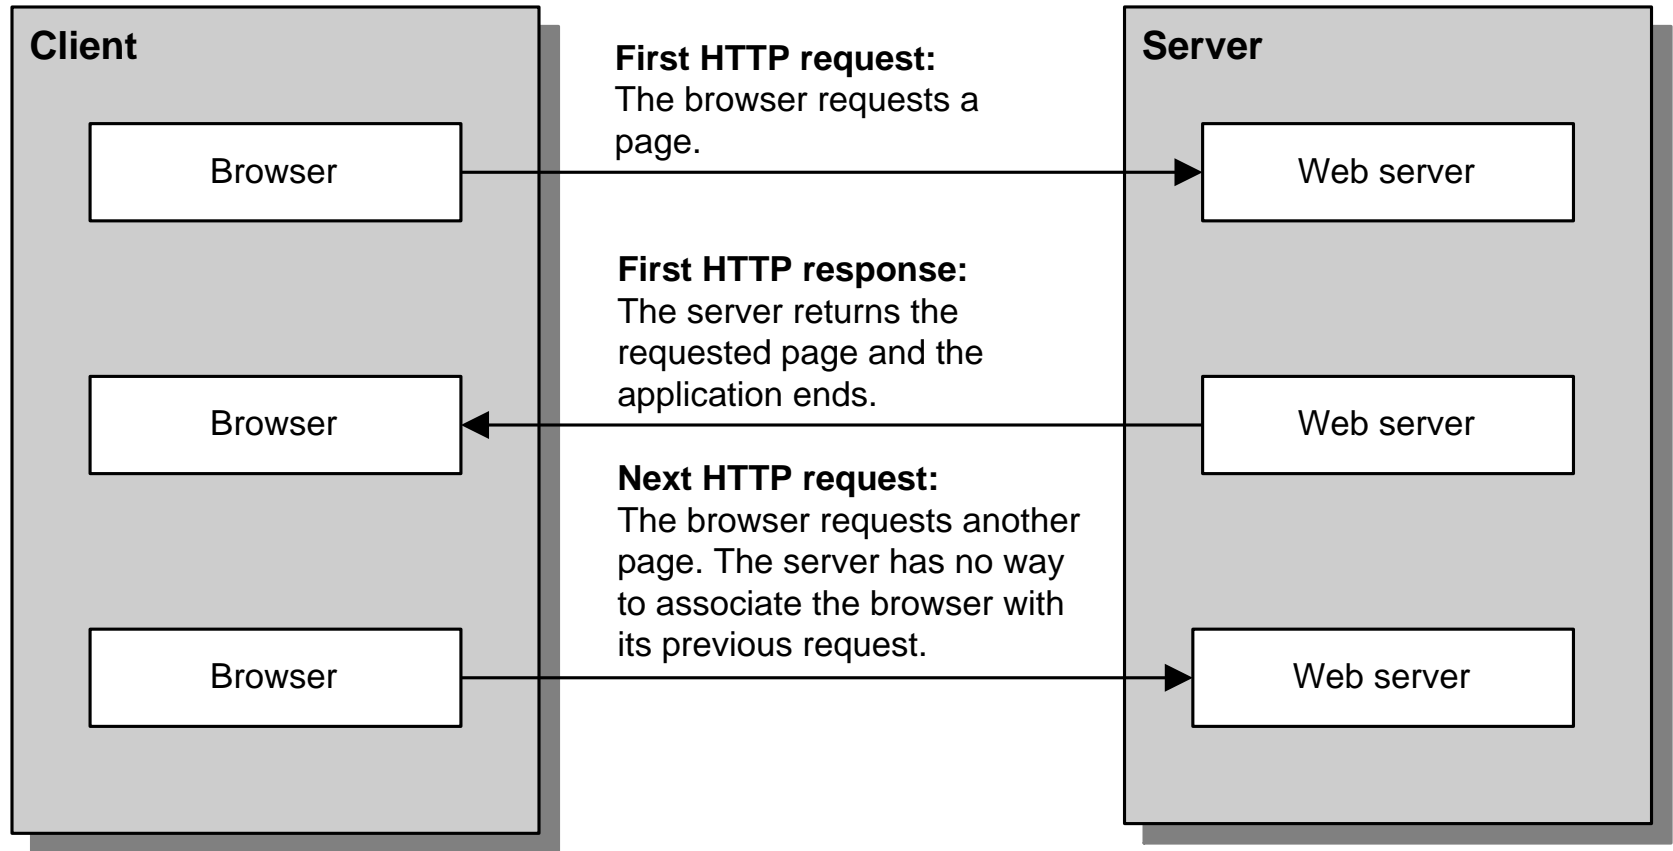 Client
Server
First HTTP request:
The browser requests a
page.
Browser
Web server
First HTTP response:
The server returns the
requested page and the
application ends.
Browser
Web server
Next HTTP request:
The browser requests another
page. The server has no way
to associate the browser with
its previous request.
Browser
Web server